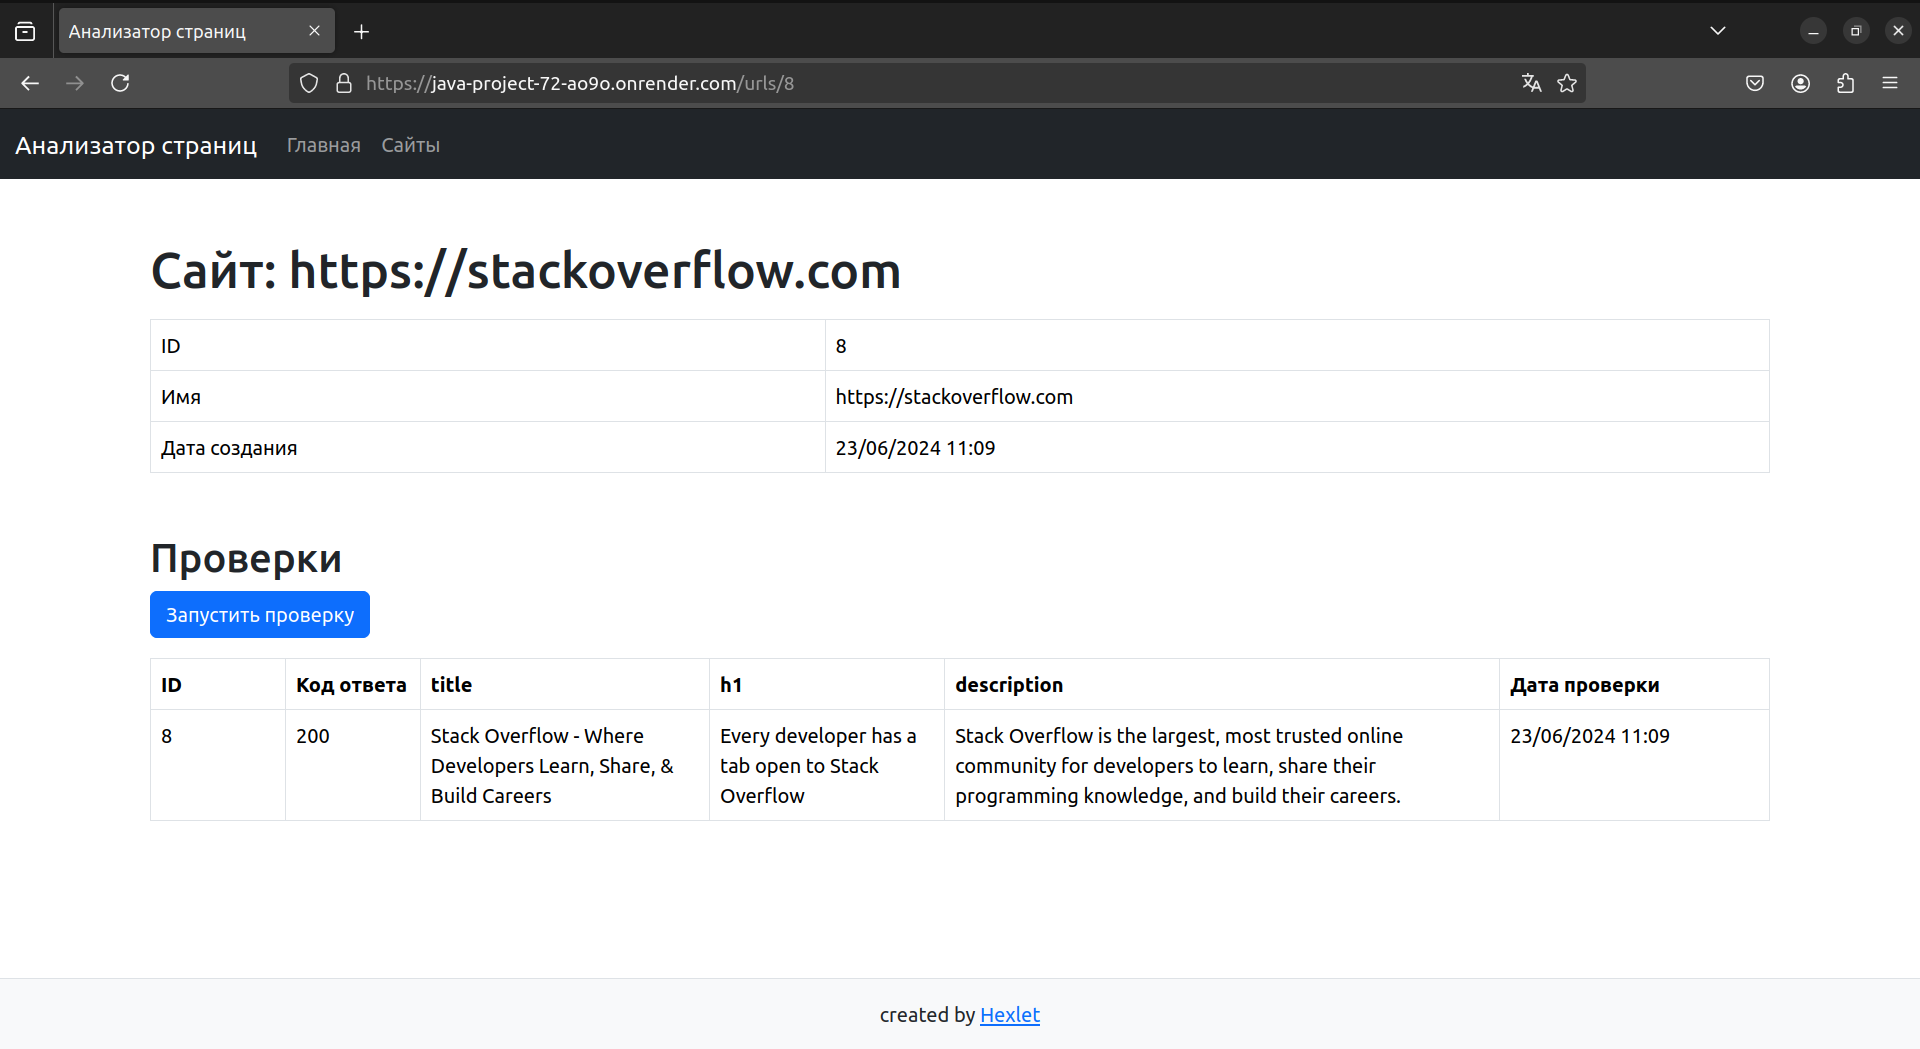 Анализатор страниц
https://java-project-72-ao9o.onrender.com/urls/8
Анализатор страниц Главная Сайты
Сайт: https://stackoverflow.com
ID 8
Имя https://stackoverflow.com
Дата создания 23/06/2024 11:09
Проверки
Запустить проверку
ID Код ответа title h1 description Дата проверки
8 200 Stack Overflow - Where Every developer has a Stack Overflow is the largest, most trusted online 23/06/2024 11:09
Developers Learn, Share, & tab open to Stack community for developers to learn, share their
Build Careers Overflow programming knowledge, and build their careers.
created by Hexlet